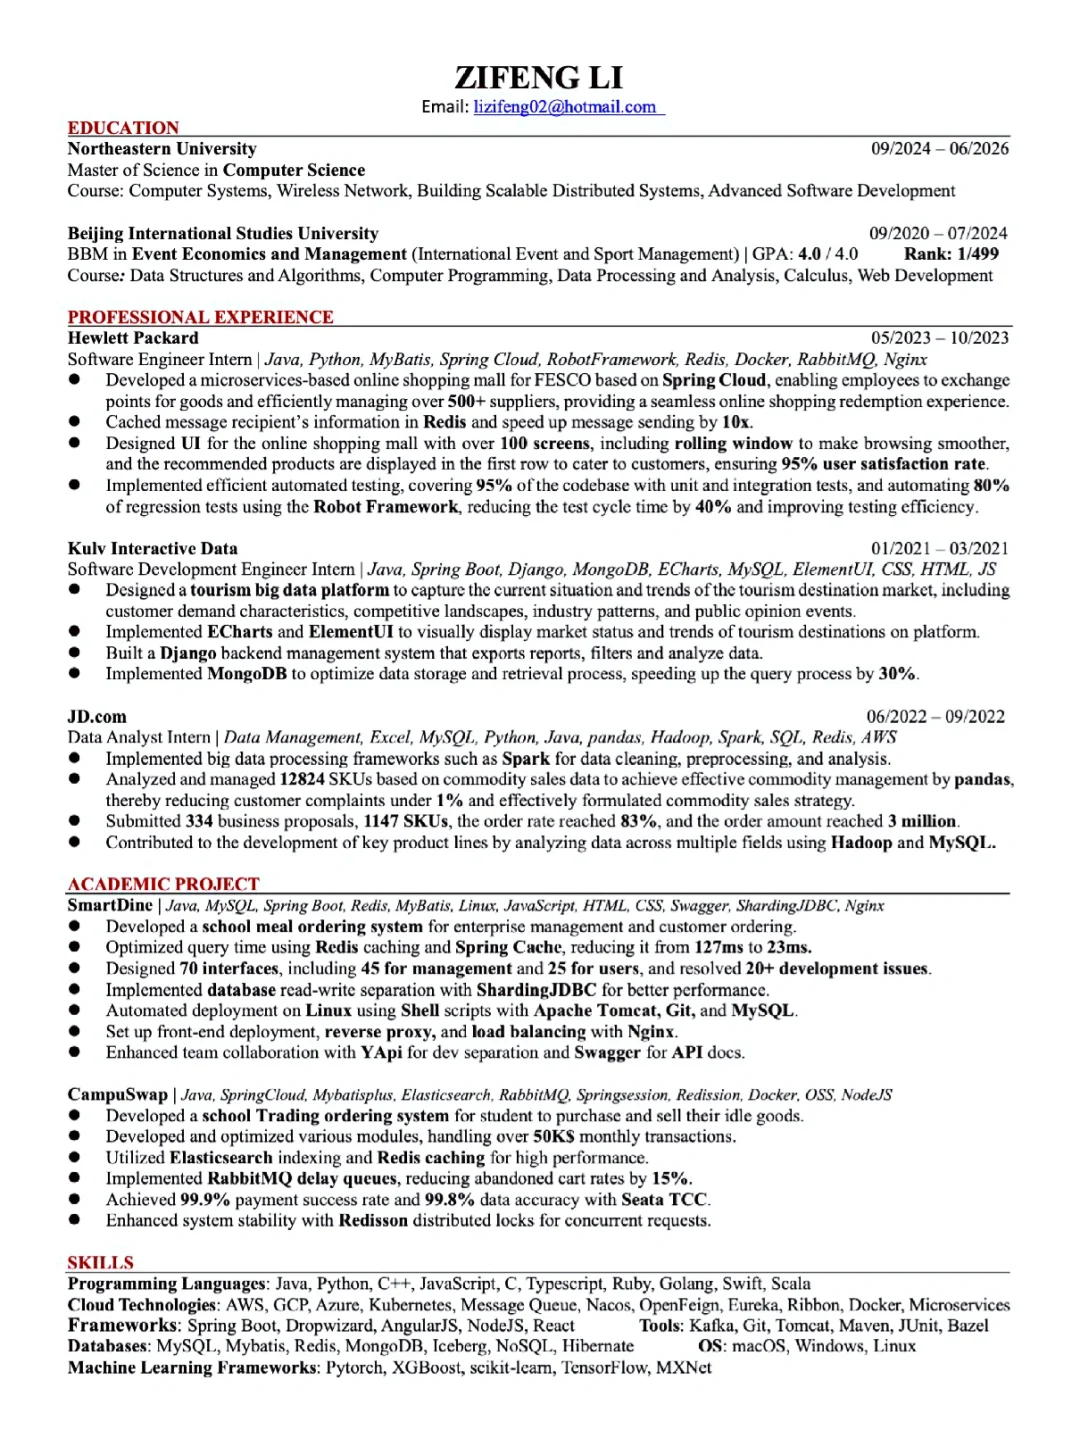 ZIFENG LI
Email: lizifeng02@hotmail.com
EDUCATION
Northeastern University 09/2024 – 06/2026
Master of Science in Computer Science
Course: Computer Systems, Wireless Network, Building Scalable Distributed Systems, Advanced Software Development
Beijing International Studies University 09/2020 – 07/2024
BBM in Event Economics and Management (International Event and Sport Management) | GPA: 4.0 / 4.0 Rank: 1/499
Course: Data Structures and Algorithms, Computer Programming, Data Processing and Analysis, Calculus, Web Development
PROFESSIONAL EXPERIENCE
Hewlett Packard 05/2023 – 10/2023
Software Engineer Intern | Java, Python, MyBatis, Spring Cloud, RobotFramework, Redis, Docker, RabbitMQ, Nginx
● Developed a microservices-based online shopping mall for FESCO based on Spring Cloud, enabling employees to exchange
points for goods and efficiently managing over 500+ suppliers, providing a seamless online shopping redemption experience.
● Cached message recipient's information in Redis and speed up message sending by 10x.
● Designed UI for the online shopping mall with over 100 screens, including rolling window to make browsing smoother,
and the recommended products are displayed in the first row to cater to customers, ensuring 95% user satisfaction rate.
● Implemented efficient automated testing, covering 95% of the codebase with unit and integration tests, and automating 80%
of regression tests using the Robot Framework, reducing the test cycle time by 40% and improving testing efficiency.
Kulv Interactive Data 01/2021 – 03/2021
Software Development Engineer Intern | Java, Spring Boot, Django, MongoDB, ECharts, MySQL, ElementUI, CSS, HTML, JS
● Designed a tourism big data platform to capture the current situation and trends of the tourism destination market, including
customer demand characteristics, competitive landscapes, industry patterns, and public opinion events.
● Implemented ECharts and ElementUI to visually display market status and trends of tourism destinations on platform.
● Built a Django backend management system that exports reports, filters and analyze data.
● Implemented MongoDB to optimize data storage and retrieval process, speeding up the query process by 30%.
JD.com 06/2022 – 09/2022
Data Analyst Intern | Data Management, Excel, MySQL, Python, Java, pandas, Hadoop, Spark, SQL, Redis, AWS
● Implemented big data processing frameworks such as Spark for data cleaning, preprocessing, and analysis.
● Analyzed and managed 12824 SKUs based on commodity sales data to achieve effective commodity management by pandas,
thereby reducing customer complaints under 1% and effectively formulated commodity sales strategy.
● Submitted 334 business proposals, 1147 SKUs, the order rate reached 83%, and the order amount reached 3 million.
● Contributed to the development of key product lines by analyzing data across multiple fields using Hadoop and MySQL.
ACADEMIC PROJECT
SmartDine | Java, MySQL, Spring Boot, Redis, MyBatis, Linux, JavaScript, HTML, CSS, Swagger, ShardingJDBC, Nginx
● Developed a school meal ordering system for enterprise management and customer ordering.
● Optimized query time using Redis caching and Spring Cache, reducing it from 127ms to 23ms.
● Designed 70 interfaces, including 45 for management and 25 for users, and resolved 20+ development issues.
● Implemented database read-write separation with ShardingJDBC for better performance.
● Automated deployment on Linux using Shell scripts with Apache Tomcat, Git, and MySQL.
● Set up front-end deployment, reverse proxy, and load balancing with Nginx.
● Enhanced team collaboration with YApi for dev separation and Swagger for API docs.
CampuSwap | Java, SpringCloud, Mybatisplus, Elasticsearch, RabbitMQ, Springsession, Redission, Docker, OSS, NodeJS
● Developed a school Trading ordering system for student to purchase and sell their idle goods.
● Developed and optimized various modules, handling over 50K$ monthly transactions.
● Utilized Elasticsearch indexing and Redis caching for high performance.
● Implemented RabbitMQ delay queues, reducing abandoned cart rates by 15%.
● Achieved 99.9% payment success rate and 99.8% data accuracy with Seata TCC.
● Enhanced system stability with Redisson distributed locks for concurrent requests.
SKILLS
Programming Languages: Java, Python, C++, JavaScript, C, Typescript, Ruby, Golang, Swift, Scala
Cloud Technologies: AWS, GCP, Azure, Kubernetes, Message Queue, Nacos, OpenFeign, Eureka, Ribbon, Docker, Microservices
Frameworks: Spring Boot, Dropwizard, AngularJS, NodeJS, React Tools: Kafka, Git, Tomcat, Maven, JUnit, Bazel
Databases: MySQL, Mybatis, Redis, MongoDB, Iceberg, NoSQL, Hibernate OS: macOS, Windows, Linux
Machine Learning Frameworks: Pytorch, XGBoost, scikit-learn, TensorFlow, MXNet